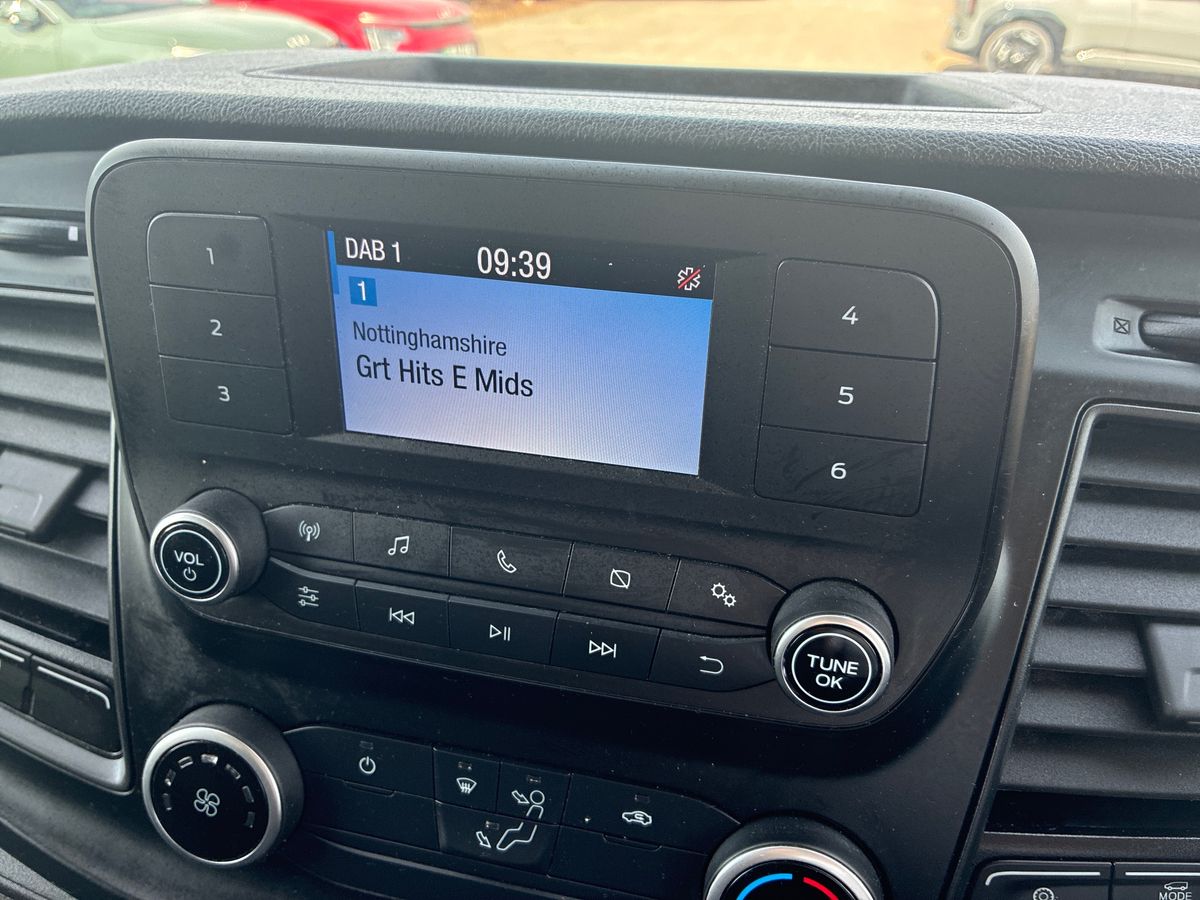 DAB 1
09:39
1
Nottinghamshire
Grt Hits E Mids
1
2
3
4
5
6
VOL
TUNE
OK
MODE